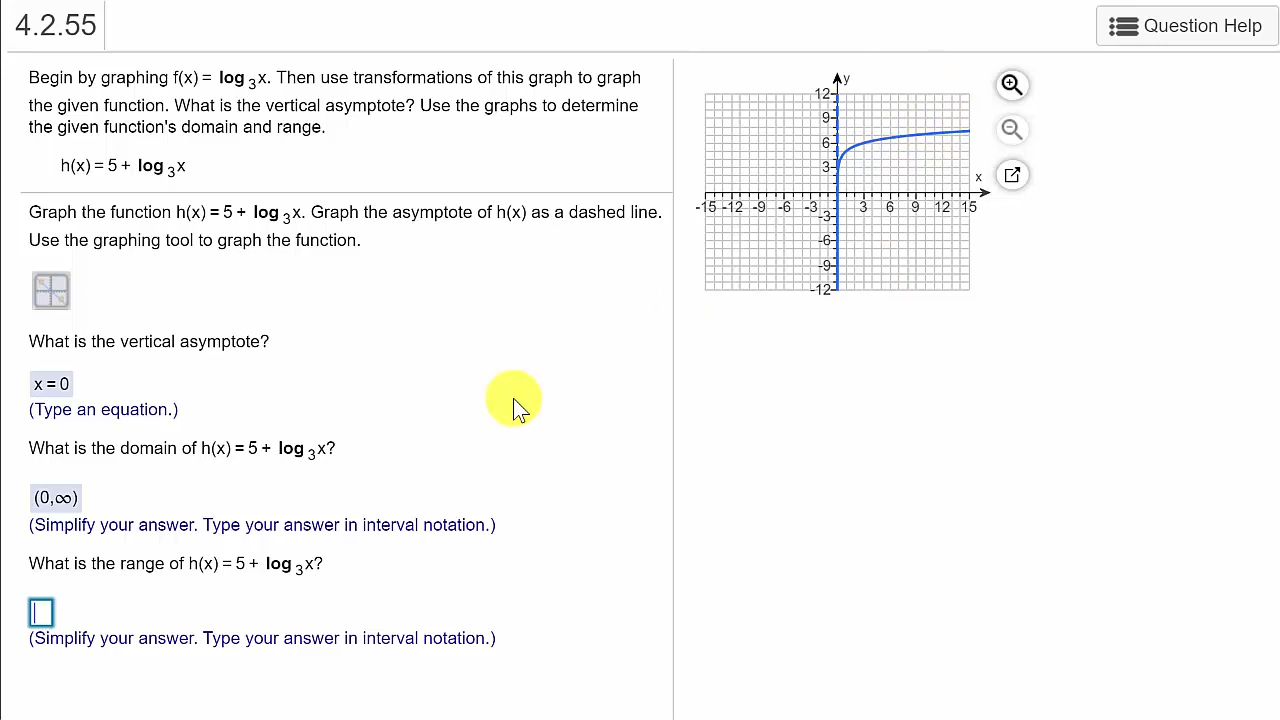 4.2.55
Question Help
Begin by graphing f(x) = log 3 x. Then use transformations of this graph to graph
the given function. What is the vertical asymptote? Use the graphs to determine
the given function's domain and range.
h(x) = 5 + log 3 x
Graph the function h(x) = 5 + log 3 x. Graph the asymptote of h(x) as a dashed line.
Use the graphing tool to graph the function.
What is the vertical asymptote?
x = 0
(Type an equation.)
What is the domain of h(x) = 5 + log 3 x?
(0,∞)
(Simplify your answer. Type your answer in interval notation.)
What is the range of h(x) = 5 + log 3 x?
(Simplify your answer. Type your answer in interval notation.)
y
12
9
6
3
x
-15 -12 -9 -6 -3 3 6 9 12 15
-3
-6
-9
-12